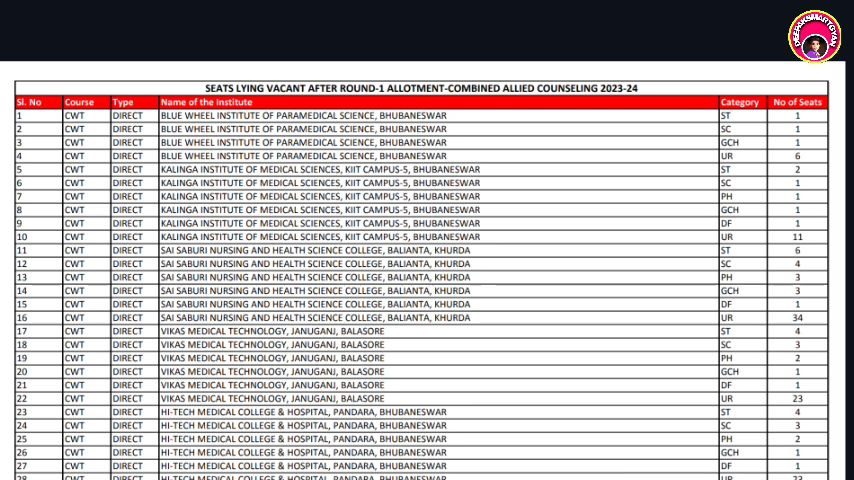 DEEPAKSMARTGYAN
SEATS LYING VACANT AFTER ROUND-1 ALLOTMENT-COMBINED ALLIED COUNSELING 2023-24
Sl. No Course Type Name of the Institute Category No of Seats
1 CWT DIRECT BLUE WHEEL INSTITUTE OF PARAMEDICAL SCIENCE, BHUBANESWAR ST 1
2 CWT DIRECT BLUE WHEEL INSTITUTE OF PARAMEDICAL SCIENCE, BHUBANESWAR SC 1
3 CWT DIRECT BLUE WHEEL INSTITUTE OF PARAMEDICAL SCIENCE, BHUBANESWAR GCH 1
4 CWT DIRECT BLUE WHEEL INSTITUTE OF PARAMEDICAL SCIENCE, BHUBANESWAR UR 6
5 CWT DIRECT KALINGA INSTITUTE OF MEDICAL SCIENCES, KIIT CAMPUS-5, BHUBANESWAR ST 2
6 CWT DIRECT KALINGA INSTITUTE OF MEDICAL SCIENCES, KIIT CAMPUS-5, BHUBANESWAR SC 1
7 CWT DIRECT KALINGA INSTITUTE OF MEDICAL SCIENCES, KIIT CAMPUS-5, BHUBANESWAR PH 1
8 CWT DIRECT KALINGA INSTITUTE OF MEDICAL SCIENCES, KIIT CAMPUS-5, BHUBANESWAR GCH 1
9 CWT DIRECT KALINGA INSTITUTE OF MEDICAL SCIENCES, KIIT CAMPUS-5, BHUBANESWAR DF 1
10 CWT DIRECT KALINGA INSTITUTE OF MEDICAL SCIENCES, KIIT CAMPUS-5, BHUBANESWAR UR 11
11 CWT DIRECT SAI SABURI NURSING AND HEALTH SCIENCE COLLEGE, BALIANTA, KHURDA ST 6
12 CWT DIRECT SAI SABURI NURSING AND HEALTH SCIENCE COLLEGE, BALIANTA, KHURDA SC 4
13 CWT DIRECT SAI SABURI NURSING AND HEALTH SCIENCE COLLEGE, BALIANTA, KHURDA PH 3
14 CWT DIRECT SAI SABURI NURSING AND HEALTH SCIENCE COLLEGE, BALIANTA, KHURDA GCH 3
15 CWT DIRECT SAI SABURI NURSING AND HEALTH SCIENCE COLLEGE, BALIANTA, KHURDA DF 1
16 CWT DIRECT SAI SABURI NURSING AND HEALTH SCIENCE COLLEGE, BALIANTA, KHURDA UR 34
17 CWT DIRECT VIKAS MEDICAL TECHNOLOGY, JANUGANJ, BALASORE ST 4
18 CWT DIRECT VIKAS MEDICAL TECHNOLOGY, JANUGANJ, BALASORE SC 3
19 CWT DIRECT VIKAS MEDICAL TECHNOLOGY, JANUGANJ, BALASORE PH 2
20 CWT DIRECT VIKAS MEDICAL TECHNOLOGY, JANUGANJ, BALASORE GCH 1
21 CWT DIRECT VIKAS MEDICAL TECHNOLOGY, JANUGANJ, BALASORE DF 1
22 CWT DIRECT VIKAS MEDICAL TECHNOLOGY, JANUGANJ, BALASORE UR 23
23 CWT DIRECT HI-TECH MEDICAL COLLEGE & HOSPITAL, PANDARA, BHUBANESWAR ST 4
24 CWT DIRECT HI-TECH MEDICAL COLLEGE & HOSPITAL, PANDARA, BHUBANESWAR SC 3
25 CWT DIRECT HI-TECH MEDICAL COLLEGE & HOSPITAL, PANDARA, BHUBANESWAR PH 2
26 CWT DIRECT HI-TECH MEDICAL COLLEGE & HOSPITAL, PANDARA, BHUBANESWAR GCH 1
27 CWT DIRECT HI-TECH MEDICAL COLLEGE & HOSPITAL, PANDARA, BHUBANESWAR DF 1
28 CWT DIRECT HI-TECH MEDICAL COLLEGE & HOSPITAL, PANDARA, BHUBANESWAR UR 23